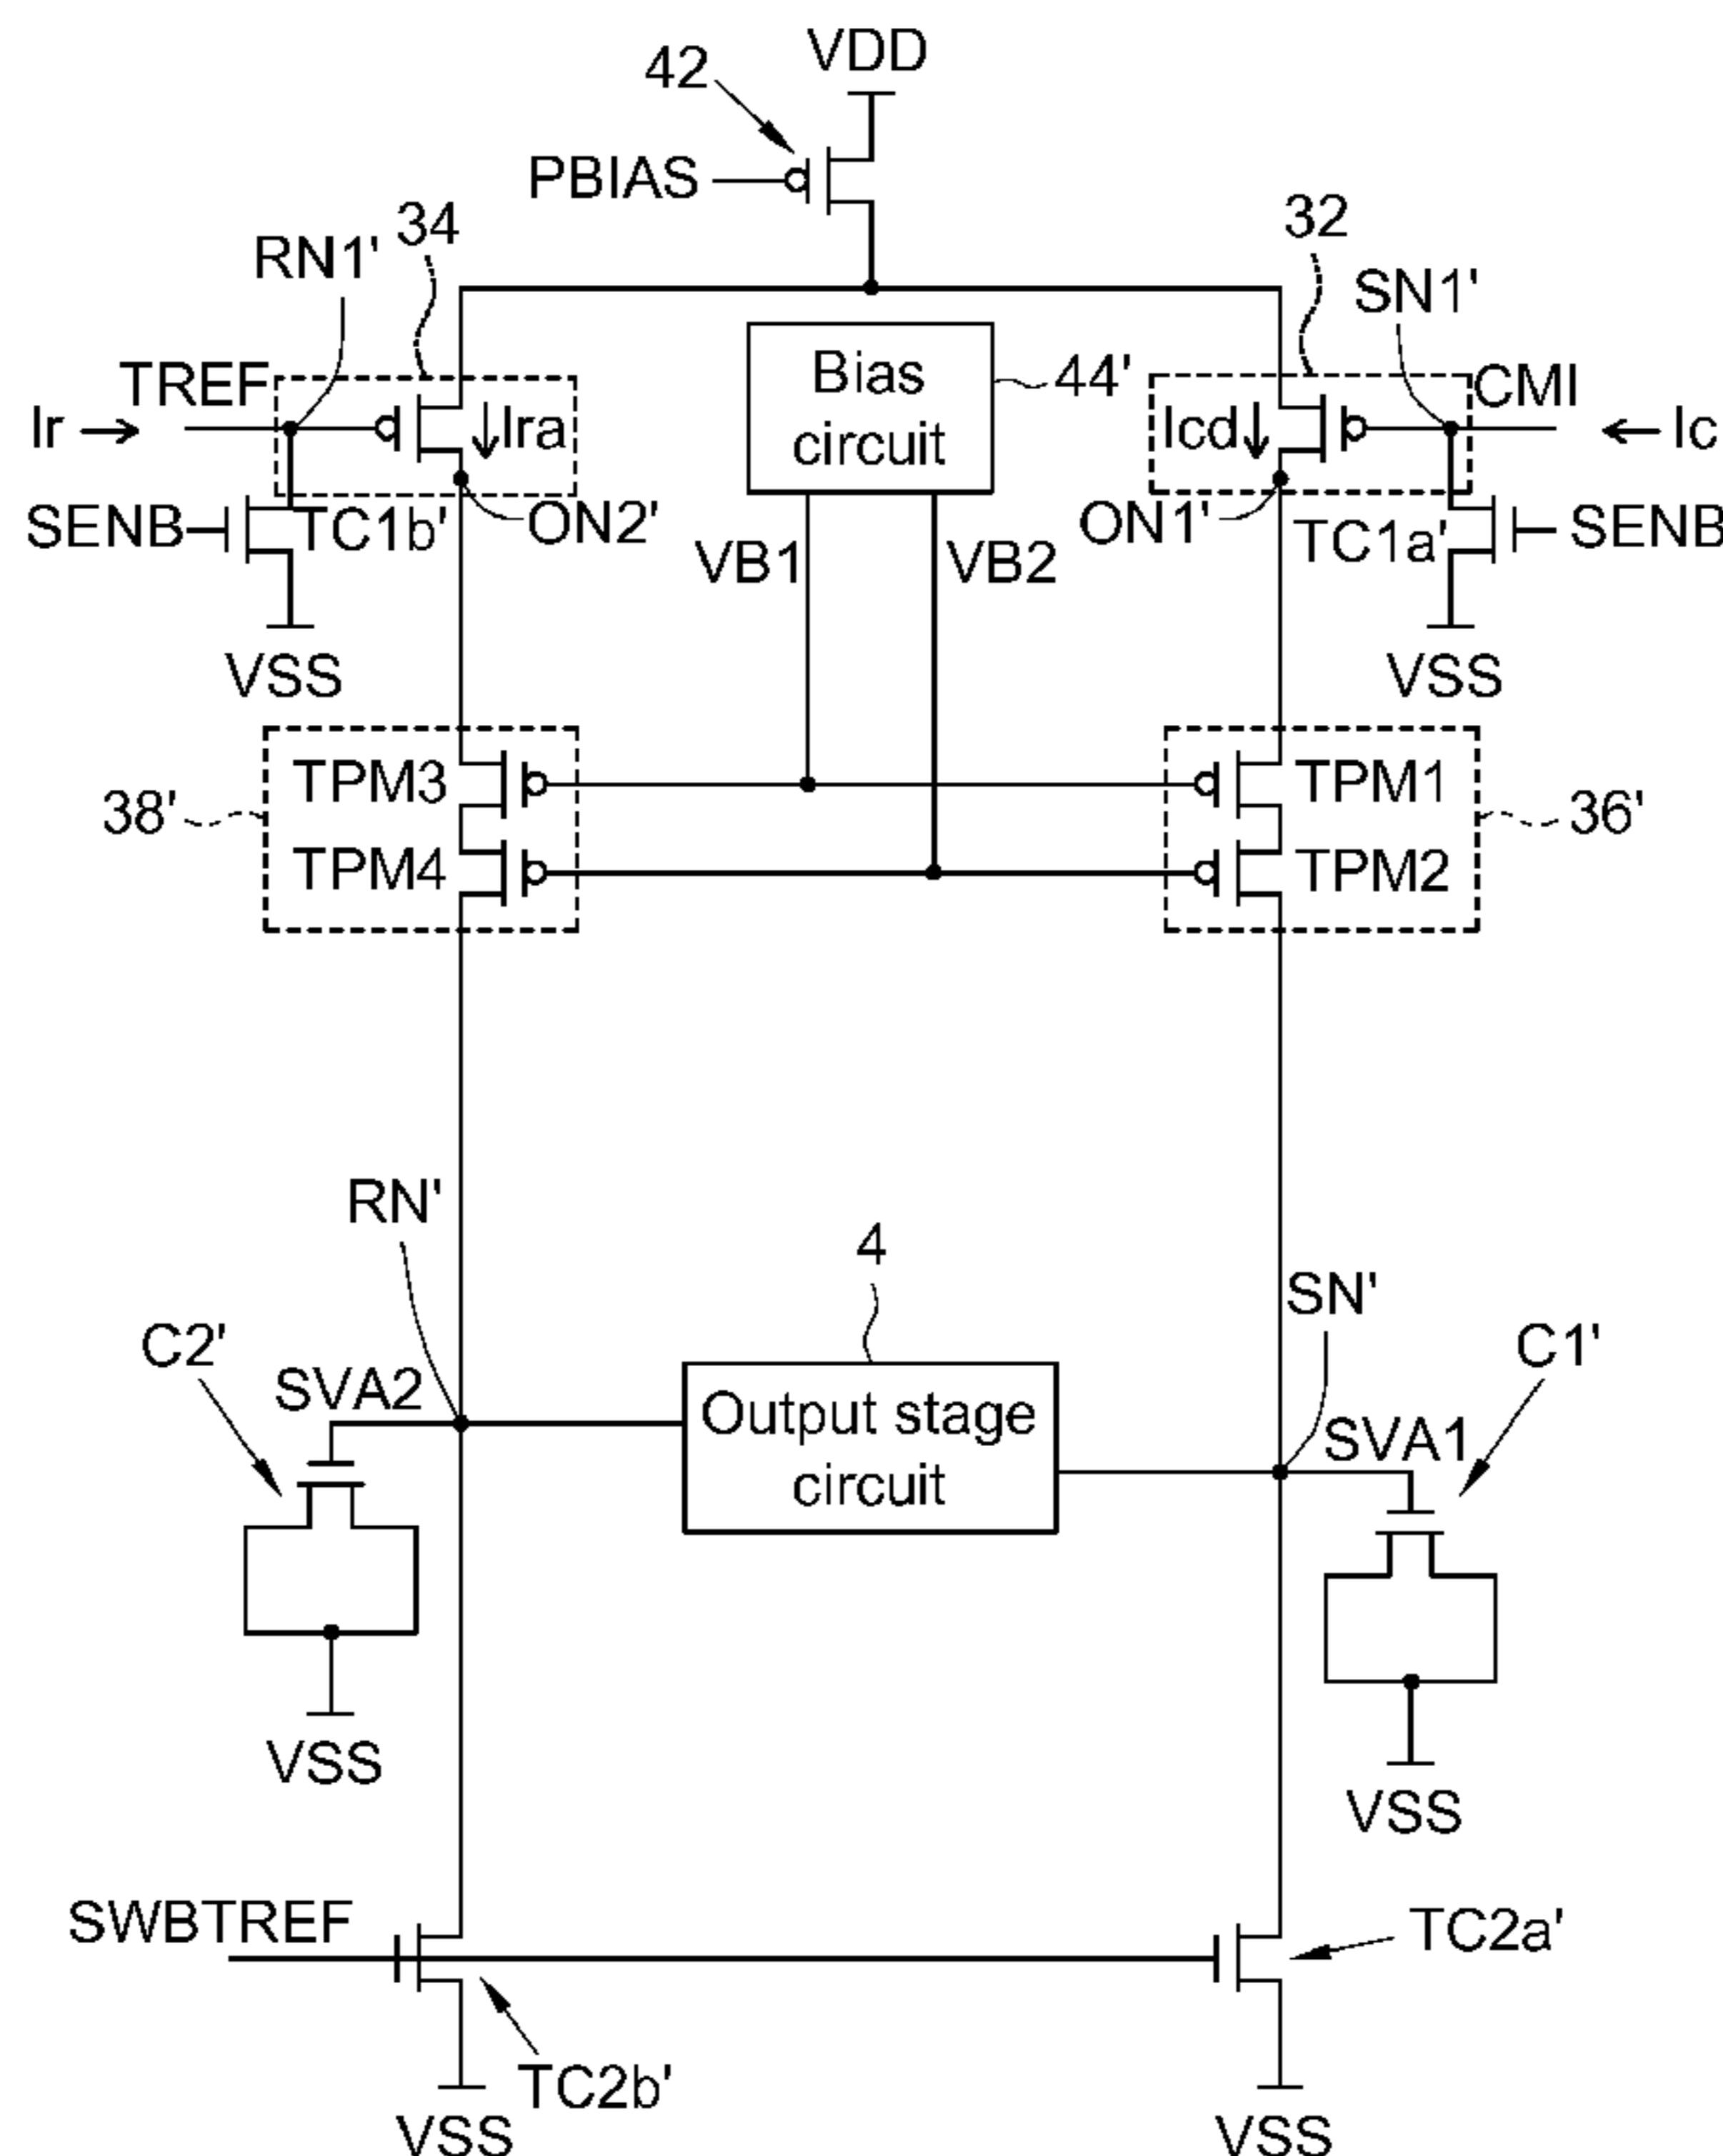 VDD
42
PBIAS
34
32
RN1'
SN1'
TREF
CMI
Ir
Ira
Bias
circuit
44'
Icd
Ic
SENB
TC1b'
ON2'
ON1'
TC1a'
SENB
VB1
VB2
VSS
VSS
TPM3
TPM1
38'
36'
TPM4
TPM2
RN'
4
SN'
C2'
C1'
SVA2
Output stage
circuit
SVA1
VSS
VSS
SWBTREF
TC2a'
TC2b'
VSS
VSS